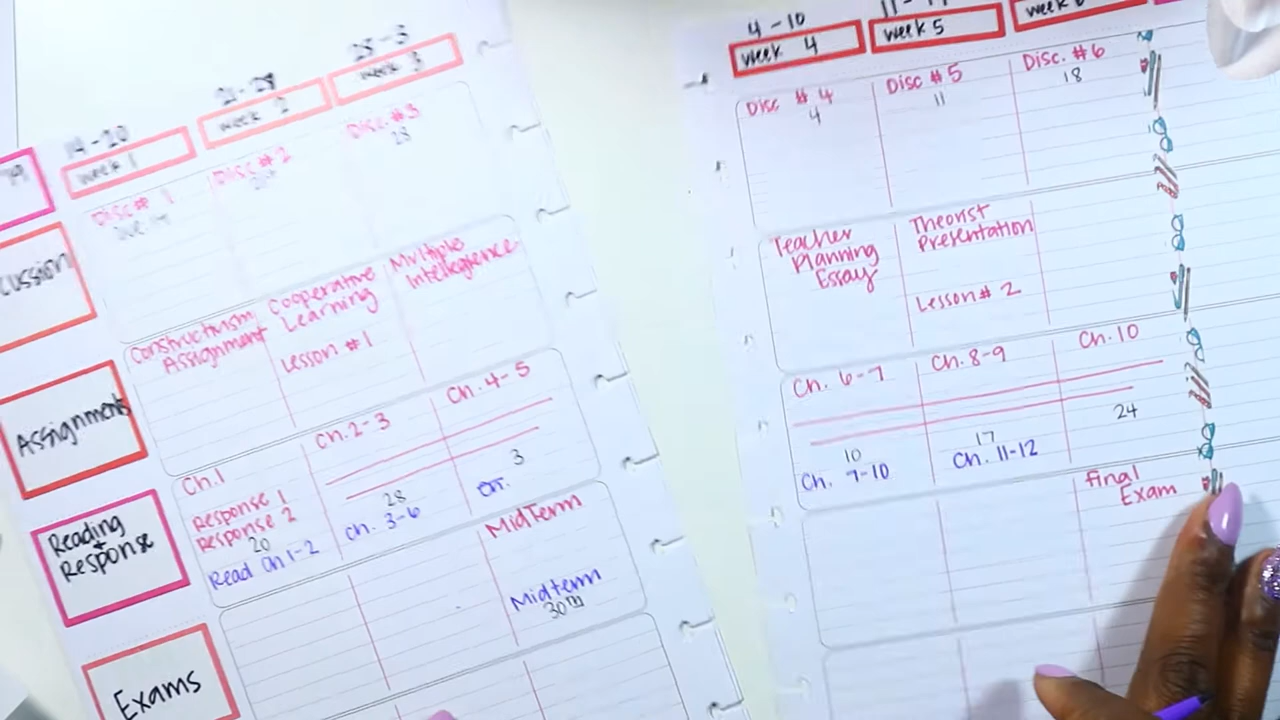 14-20
21-28
28-3
week 1
week 2
week 3
Disc# 1
Disc #2
Disc.#3
28
cussion
Constructivism
Assignment
Cooperative
Learning
Lesson #1
Multiple
Intellegience
Assignments
Ch.1
Response 1
Response 2
20
Read Ch 1-2
Ch.2-3
28
Ch. 3-6
Ch. 4-5
3
Reading
+
Response
MidTerm
Midterm
30th
Exams
4-10
week 4
week 5
Disc # 4
4
Disc #5
11
Disc. #6
18
Teacher
Planning
Essay
Theorist
Presentation
Lesson# 2
Ch. 6-7
10
Ch. 7-10
Ch. 8-9
17
Ch. 11-12
Ch. 10
24
Final
Exam